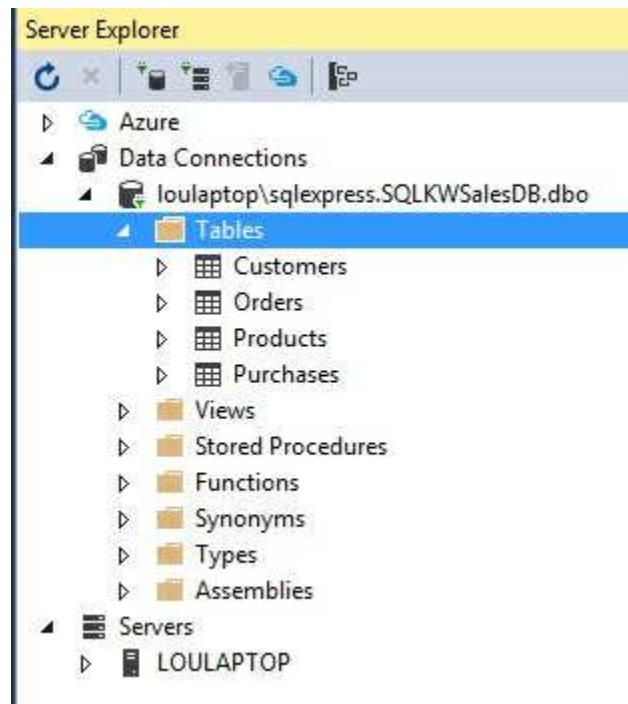 Server Explorer
Azure
Data Connections
loulaptop\sqlexpress.SQLKWSalesDB.dbo
Tables
Customers
Orders
Products
Purchases
Views
Stored Procedures
Functions
Synonyms
Types
Assemblies
Servers
LOULAPTOP